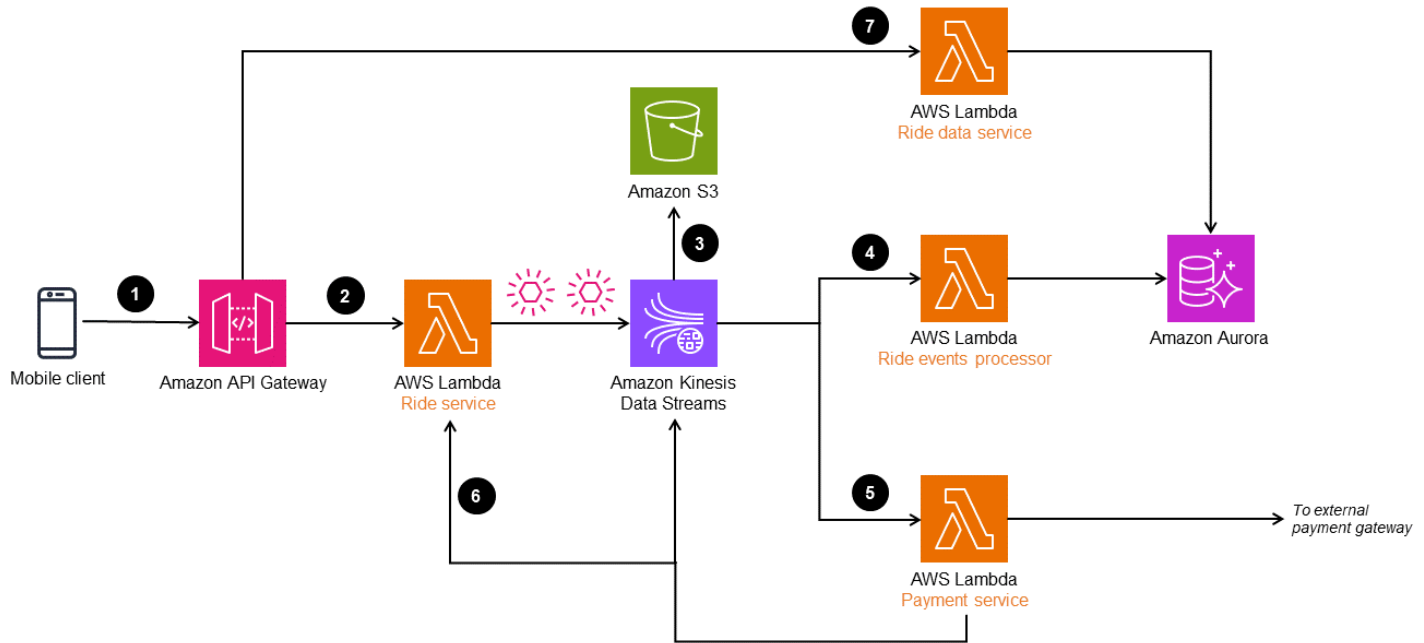 7
AWS Lambda
Ride data service
Amazon S3
3
4
1
2
AWS Lambda
Ride events processor
Amazon Aurora
Mobile client
Amazon API Gateway
AWS Lambda
Ride service
Amazon Kinesis
Data Streams
6
5
To external
payment gateway
AWS Lambda
Payment service